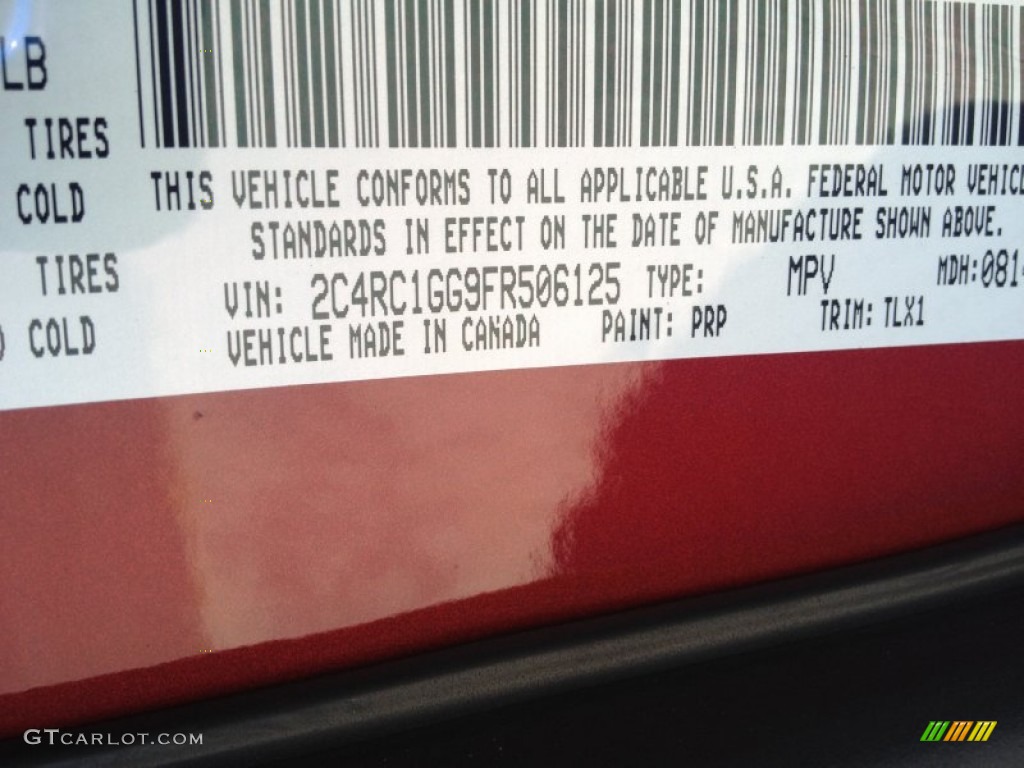 LB
TIRES
COLD
TIRES
COLD
THIS VEHICLE CONFORMS TO ALL APPLICABLE U.S.A. FEDERAL MOTOR VEHIC
STANDARDS IN EFFECT ON THE DATE OF MANUFACTURE SHOWN ABOVE.
VIN: 2C4RC1GG9FR506125 TYPE: MPV MDH:081
VEHICLE MADE IN CANADA PAINT: PRP TRIM: TLX1
GTCARLOT.COM